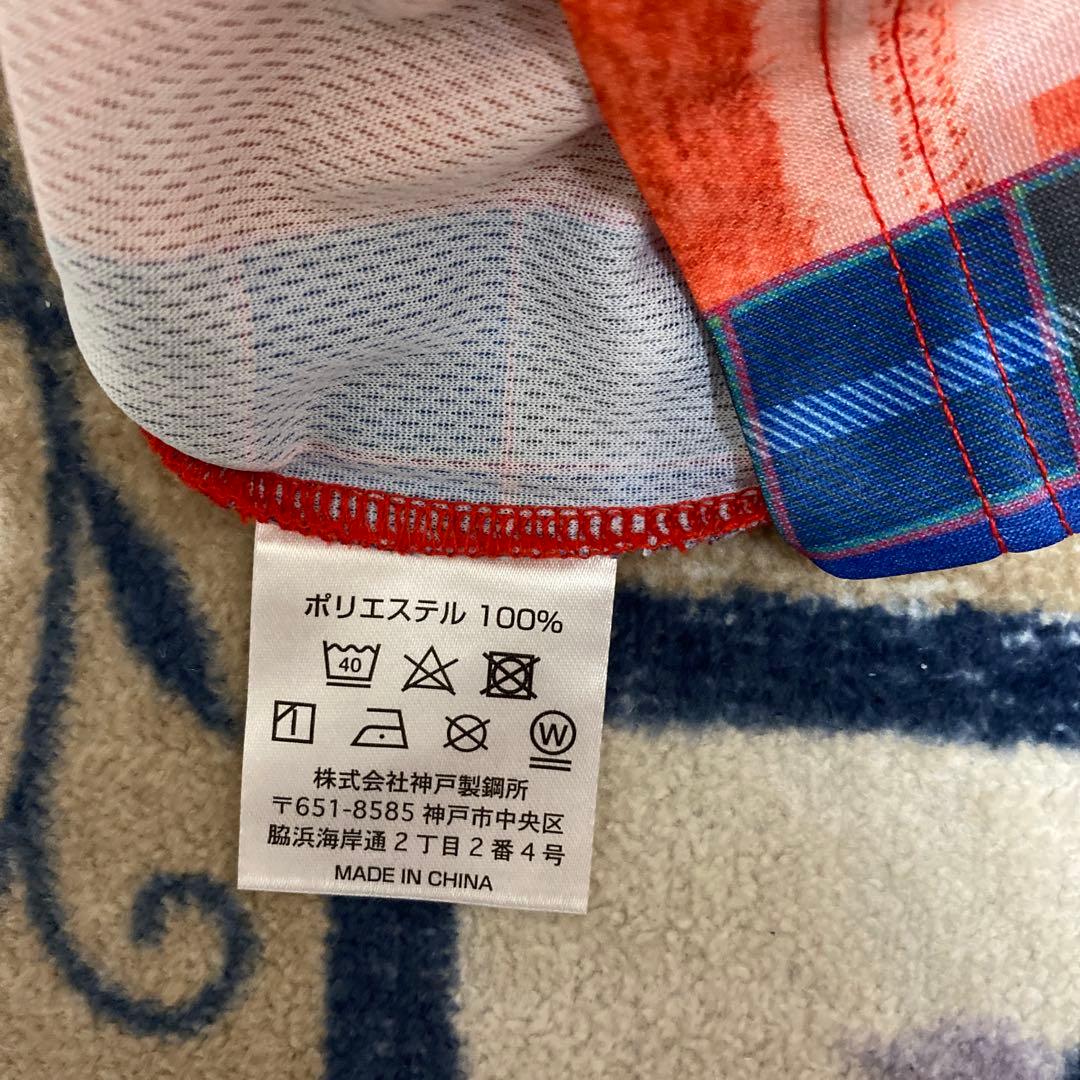 ポリエステル 100%
40
W
株式会社神戸製鋼所
〒651-8585 神戸市中央区
脇浜海岸通2丁目2番4号
MADE IN CHINA